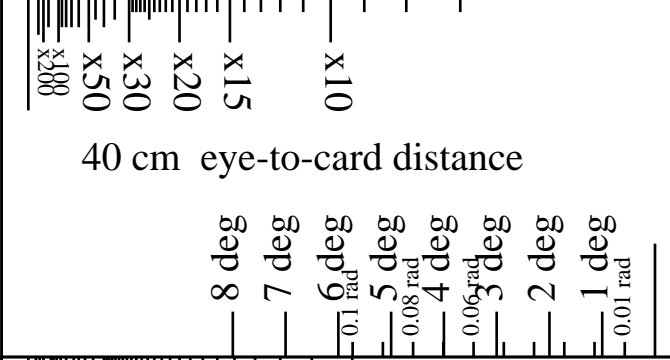 x200
x100
x50
x30
x20
x15
x10
40 cm eye-to-card distance
8 deg
7 deg
6 deg
0.1 rad
5 deg
0.08 rad
4 deg
0.06 rad
3 deg
2 deg
1 deg
0.01 rad